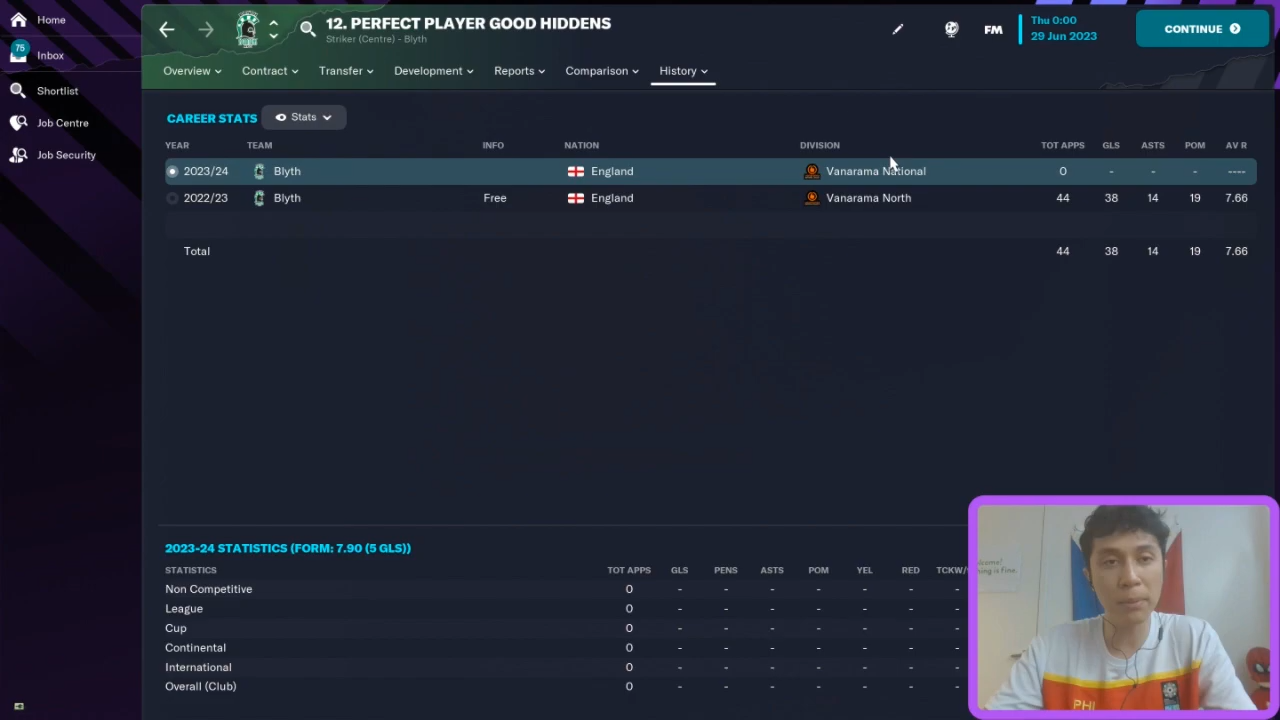 Home
75
Inbox
Shortlist
Job Centre
Job Security
12. PERFECT PLAYER GOOD HIDDENS
Striker (Centre) - Blyth
FM
Thu 0:00
29 Jun 2023
CONTINUE
Overview
Contract
Transfer
Development
Reports
Comparison
History
CAREER STATS
Stats
YEAR TEAM INFO NATION DIVISION TOT APPS GLS ASTS POM AV R
2023/24 Blyth England Vanarama National 0 - - - ----
2022/23 Blyth Free England Vanarama North 44 38 14 19 7.66
Total 44 38 14 19 7.66
2023-24 STATISTICS (FORM: 7.90 (5 GLS))
STATISTICS TOT APPS GLS PENS ASTS POM YEL RED TCKW/
Non Competitive 0 - - - - - - -
League 0 - - - - - - -
Cup 0 - - - - - - -
Continental 0 - - - - - - -
International 0 - - - - - - -
Overall (Club) 0 - - - - - - -
PHI